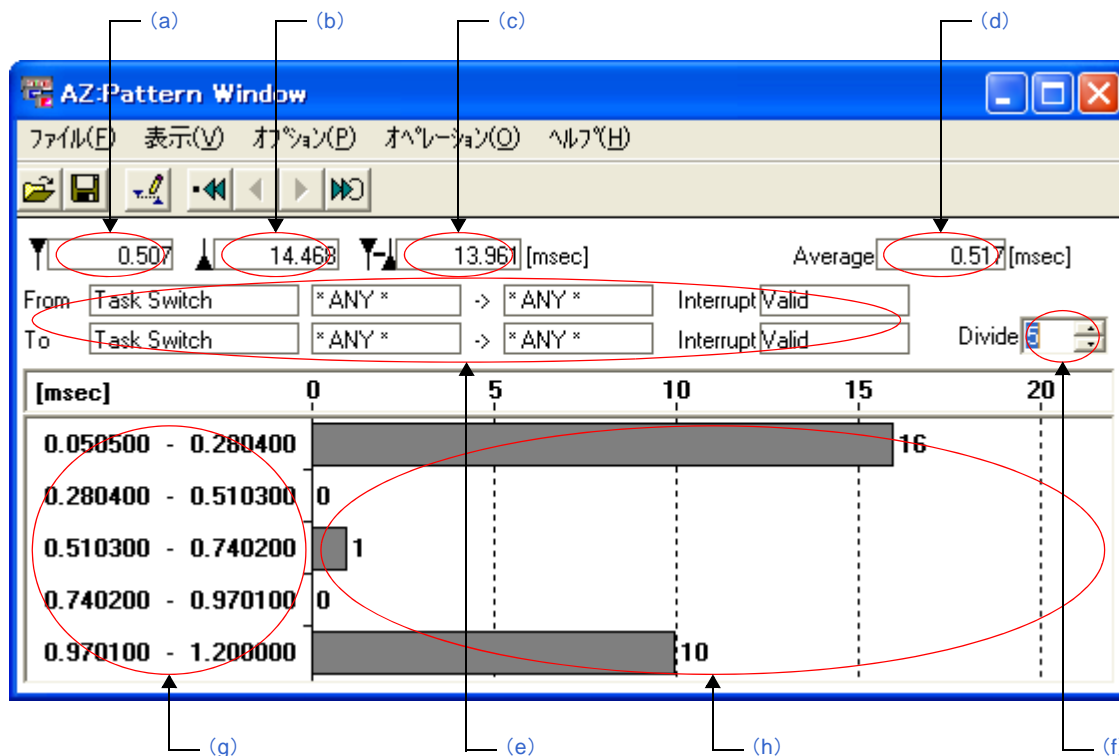 (a) (b) (c) (d)
AZ:Pattern Window
ファイル(F) 表示(V) オプション(P) オペレーション(O) ヘルプ(H)
0.507 14.468 13.961 [msec] Average 0.517 [msec]
From Task Switch * ANY * -> * ANY * Interrupt Valid
To Task Switch * ANY * -> * ANY * Interrupt Valid Divide 5
[msec] 0 5 10 15 20
0.050500 - 0.280400 16
0.280400 - 0.510300 0
0.510300 - 0.740200 1
0.740200 - 0.970100 0
0.970100 - 1.200000 10
(g) (e) (h) (f